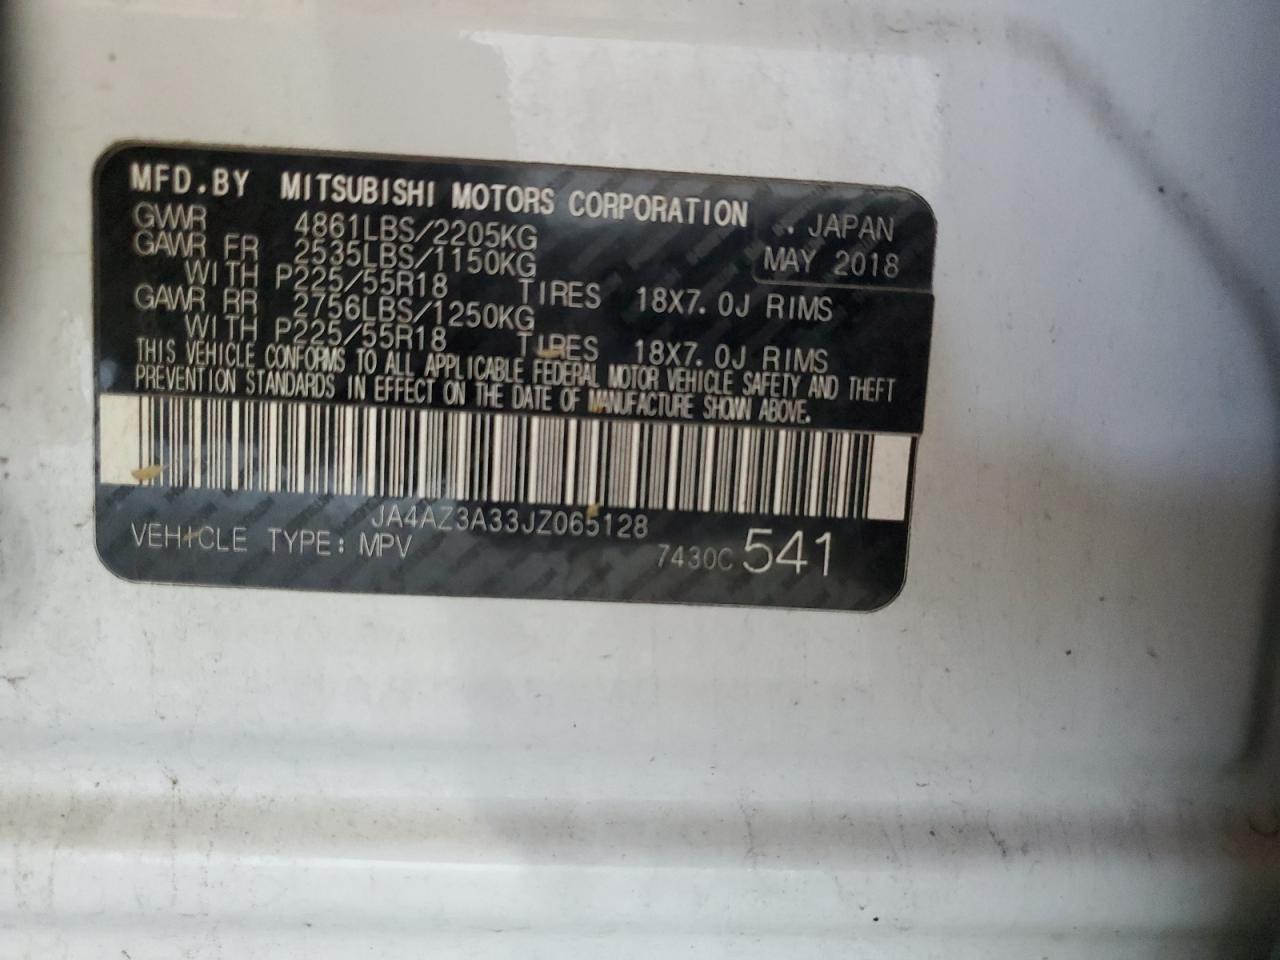 MFD.BY MITSUBISHI MOTORS CORPORATION
GVWR 4861LBS/2205KG . JAPAN
GAWR FR 2535LBS/1150KG MAY 2018
WITH P225/55R18 TIRES 18X7.0J RIMS
GAWR RR 2756LBS/1250KG
WITH P225/55R18 TIRES 18X7.0J RIMS
THIS VEHICLE CONFORMS TO ALL APPLICABLE FEDERAL MOTOR VEHICLE SAFETY AND THEFT
PREVENTION STANDARDS IN EFFECT ON THE DATE OF MANUFACTURE SHOWN ABOVE.
JA4AZ3A33JZ065128
VEHICLE TYPE: MPV 7430C 541